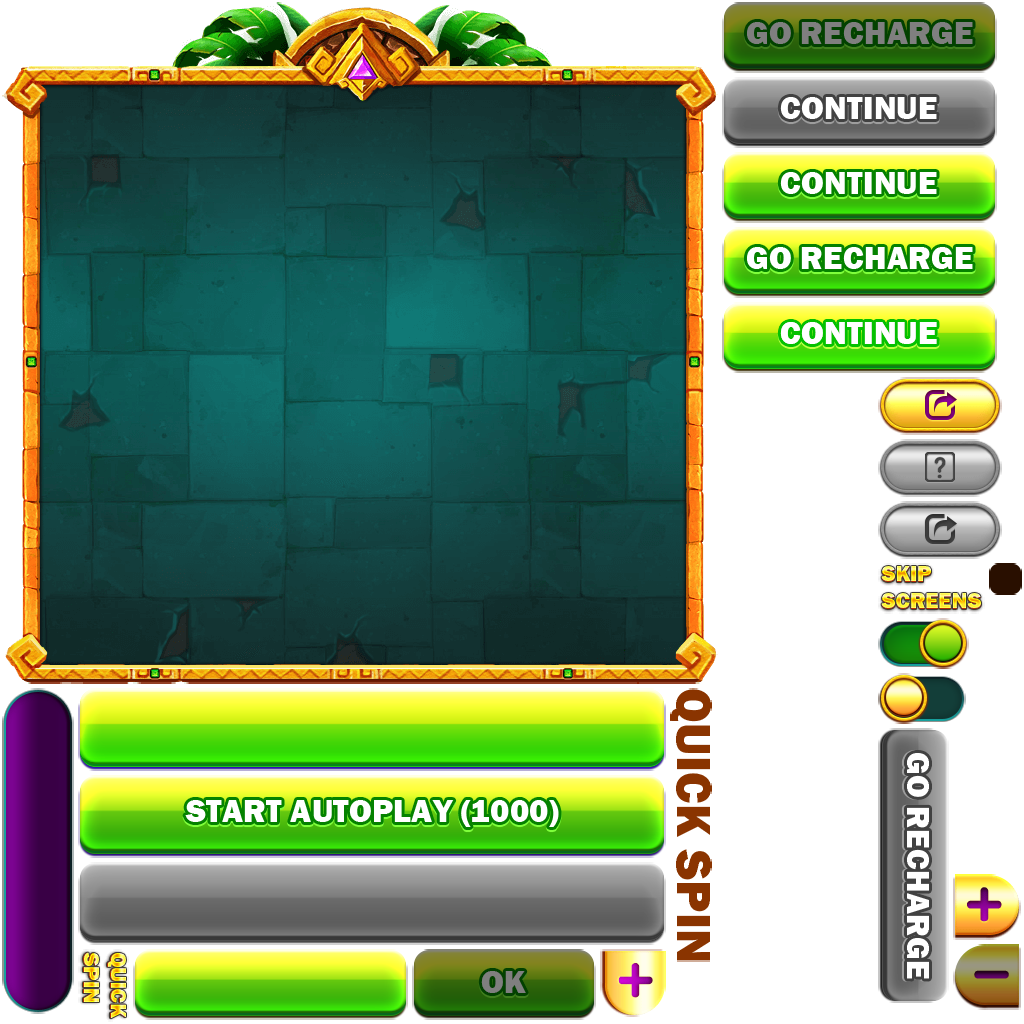 GO RECHARGE
CONTINUE
CONTINUE
GO RECHARGE
CONTINUE
?
SKIP
SCREENS
QUICK SPIN
START AUTOPLAY (1000)
GO RECHARGE
QUICK
SPIN
OK